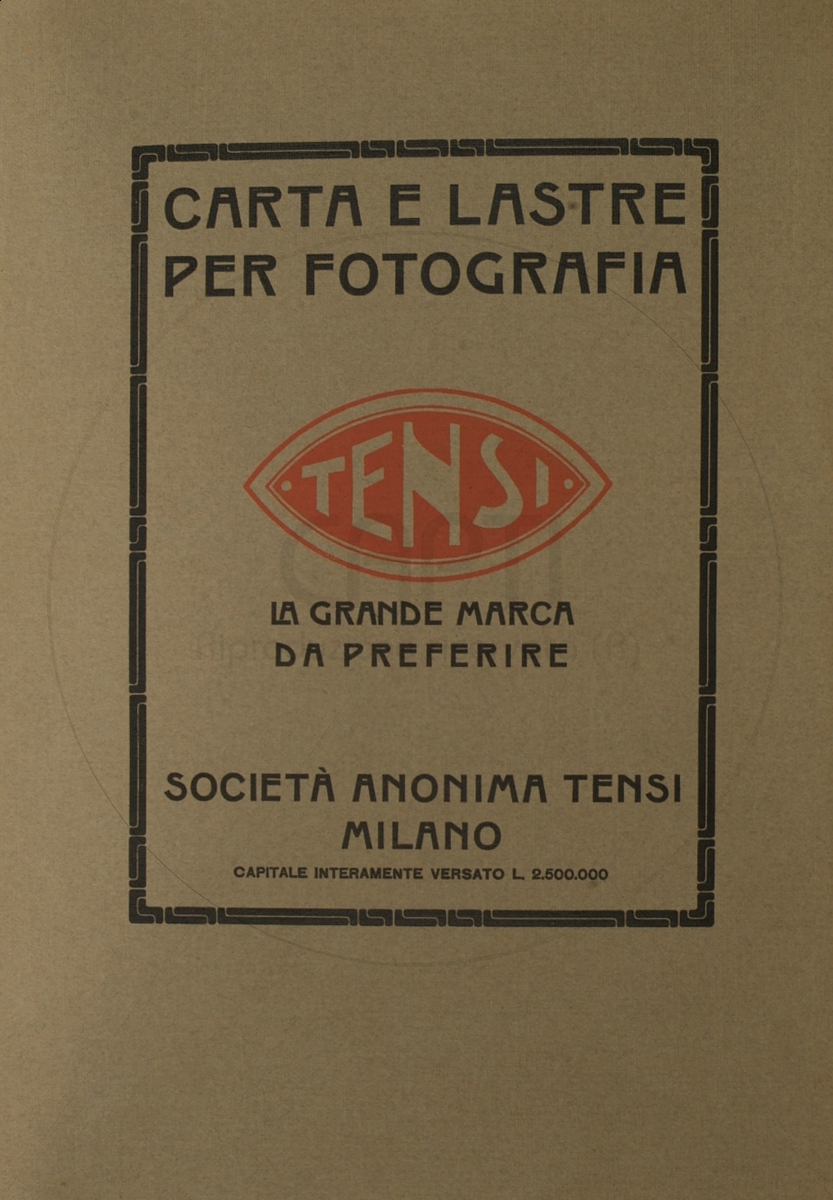 CARTA E LASTRE
PER FOTOGRAFIA
TENSI
LA GRANDE MARCA
DA PREFERIRE
SOCIETÀ ANONIMA TENSI
MILANO
CAPITALE INTERAMENTE VERSATO L. 2.500.000